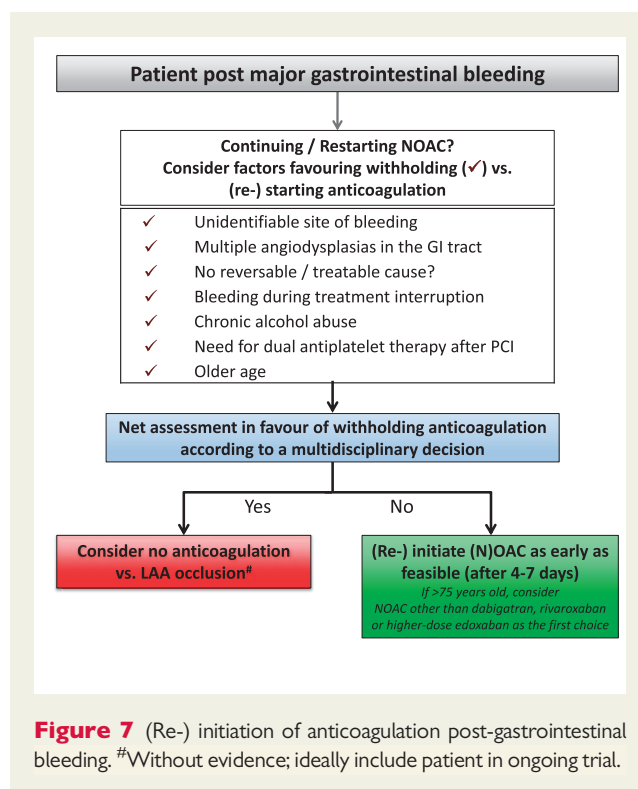 Patient post major gastrointestinal bleeding
Continuing / Restarting NOAC?
Consider factors favouring withholding (✓) vs.
(re-) starting anticoagulation
✓ Unidentifiable site of bleeding
✓ Multiple angiodysplasias in the GI tract
✓ No reversable / treatable cause?
✓ Bleeding during treatment interruption
✓ Chronic alcohol abuse
✓ Need for dual antiplatelet therapy after PCI
✓ Older age
Net assessment in favour of withholding anticoagulation
according to a multidisciplinary decision
Yes
No
Consider no anticoagulation
vs. LAA occlusion#
(Re-) initiate (N)OAC as early as
feasible (after 4-7 days)
If >75 years old, consider
NOAC other than dabigatran, rivaroxaban
or higher-dose edoxaban as the first choice
Figure 7 (Re-) initiation of anticoagulation post-gastrointestinal
bleeding. #Without evidence; ideally include patient in ongoing trial.